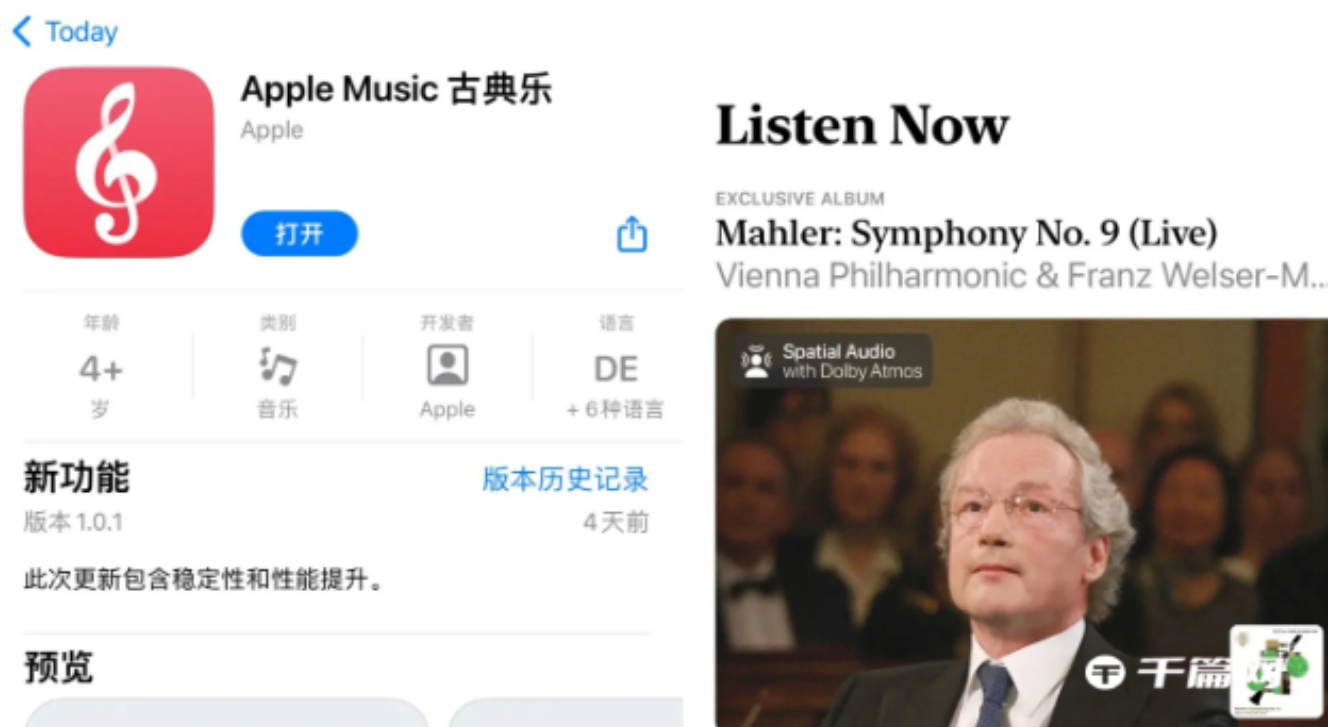 Today
Apple Music 古典乐
Apple
打开
年龄
4+
岁
类别
音乐
开发者
Apple
语言
DE
+ 6种语言
新功能
版本历史记录
版本 1.0.1
4天前
此次更新包含稳定性和性能提升。
预览
Listen Now
EXCLUSIVE ALBUM
Mahler: Symphony No. 9 (Live)
Vienna Philharmonic & Franz Welser-M...
Spatial Audio
with Dolby Atmos
千篇网